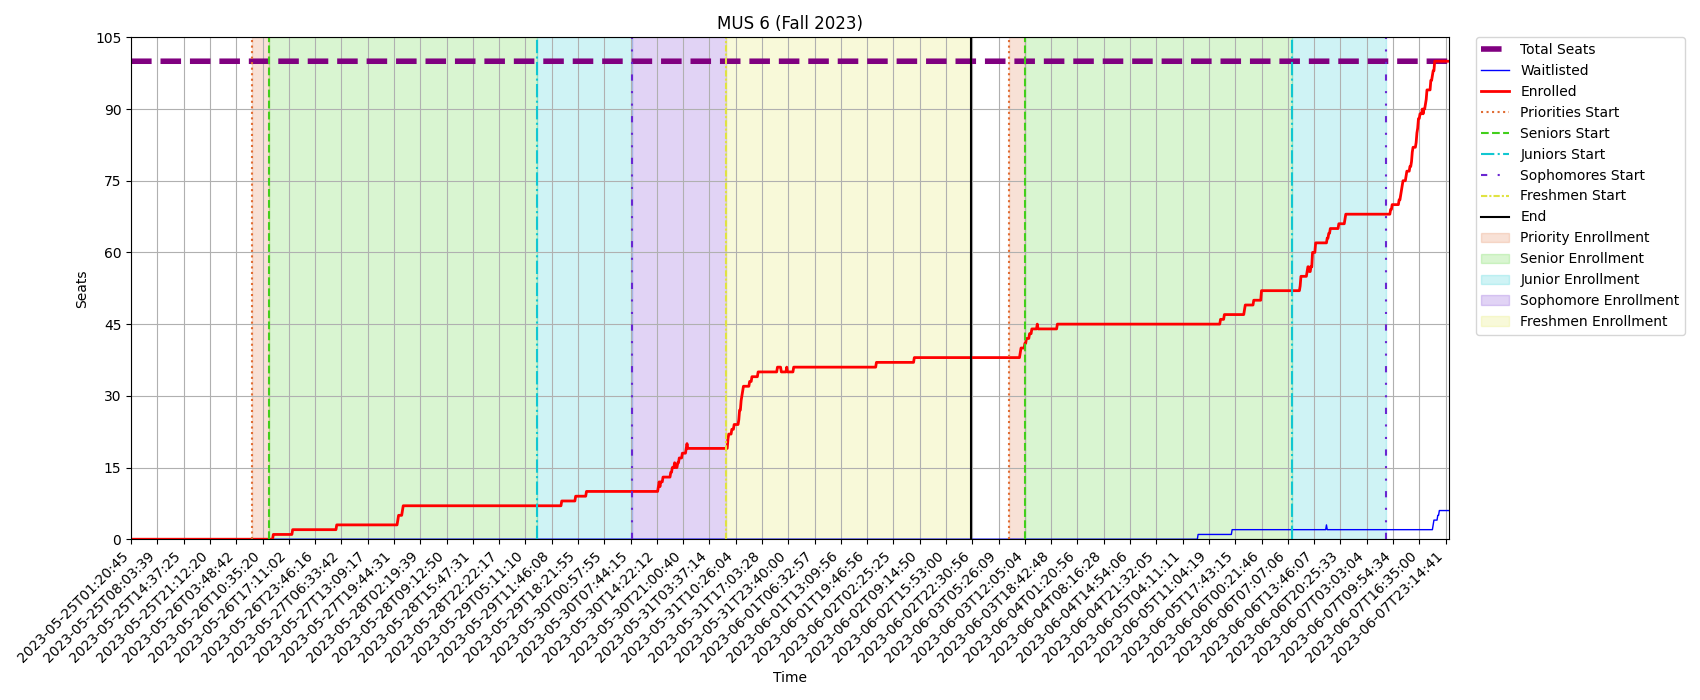 MUS 6 (Fall 2023)
105
90
75
60
45
30
15
0
Seats
2023-05-25T01:20:45
2023-05-25T08:03:39
2023-05-25T14:37:25
2023-05-25T21:12:20
2023-05-26T03:48:42
2023-05-26T10:35:20
2023-05-26T17:11:02
2023-05-26T23:46:16
2023-05-27T06:33:42
2023-05-27T13:09:17
2023-05-27T19:44:31
2023-05-28T02:19:39
2023-05-28T09:12:50
2023-05-28T15:47:31
2023-05-28T22:22:17
2023-05-29T05:11:10
2023-05-29T11:46:08
2023-05-29T18:21:55
2023-05-30T00:57:55
2023-05-30T07:44:15
2023-05-30T14:22:12
2023-05-30T21:00:40
2023-05-31T03:37:14
2023-05-31T10:26:04
2023-05-31T17:03:28
2023-05-31T23:40:00
2023-06-01T06:32:57
2023-06-01T13:09:56
2023-06-01T19:46:56
2023-06-02T02:25:25
2023-06-02T09:14:50
2023-06-02T15:53:00
2023-06-02T22:30:56
2023-06-03T05:26:09
2023-06-03T12:05:04
2023-06-03T18:42:48
2023-06-04T01:20:56
2023-06-04T08:16:28
2023-06-04T14:54:06
2023-06-04T21:32:05
2023-06-05T04:11:11
2023-06-05T11:04:19
2023-06-05T17:43:15
2023-06-06T00:21:46
2023-06-06T07:07:06
2023-06-06T13:46:07
2023-06-06T20:25:33
2023-06-07T03:03:04
2023-06-07T09:54:34
2023-06-07T16:35:00
2023-06-07T23:14:41
Time
Total Seats
Waitlisted
Enrolled
Priorities Start
Seniors Start
Juniors Start
Sophomores Start
Freshmen Start
End
Priority Enrollment
Senior Enrollment
Junior Enrollment
Sophomore Enrollment
Freshmen Enrollment